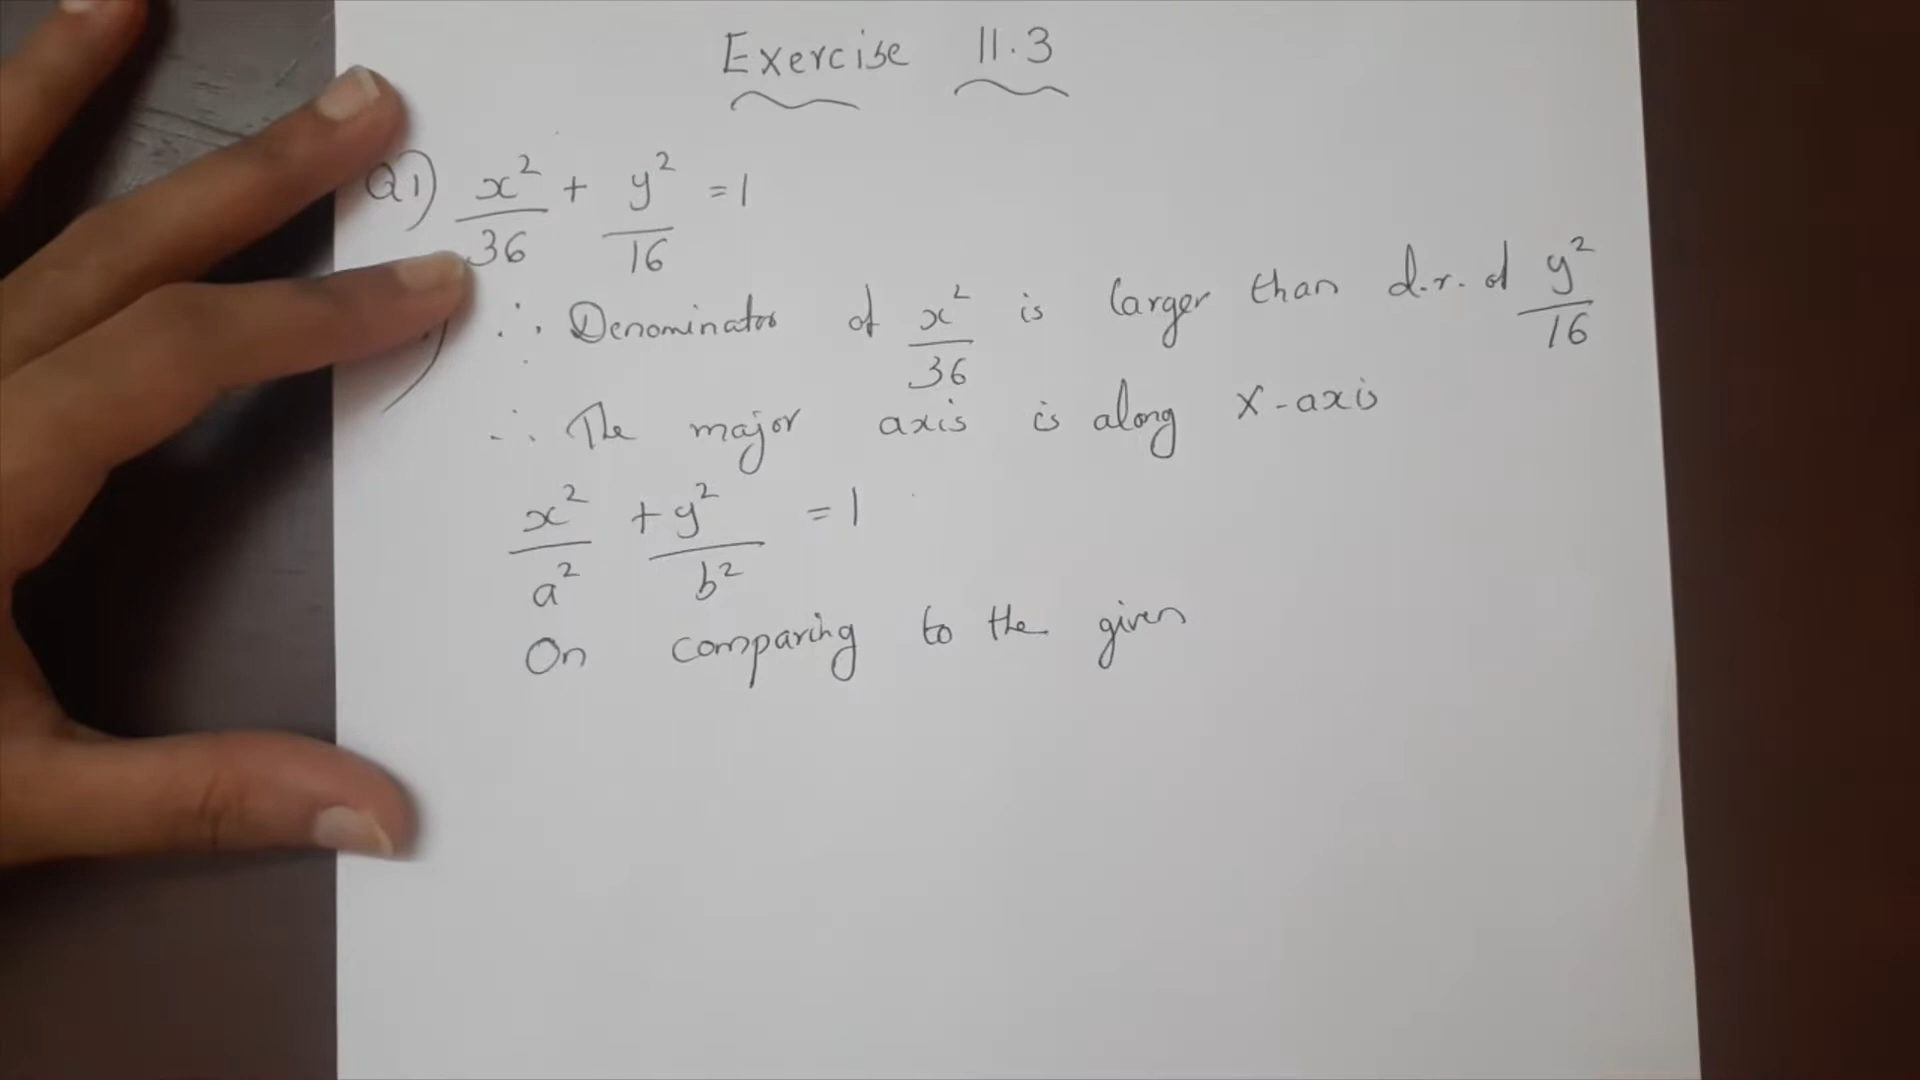 Exercise 11.3
Q1) x²/36 + y²/16 = 1
∴ Denominator of x²/36 is larger than d.r. of y²/16
∴ The major axis is along X-axis
x²/a² + y²/b² = 1
On comparing to the given